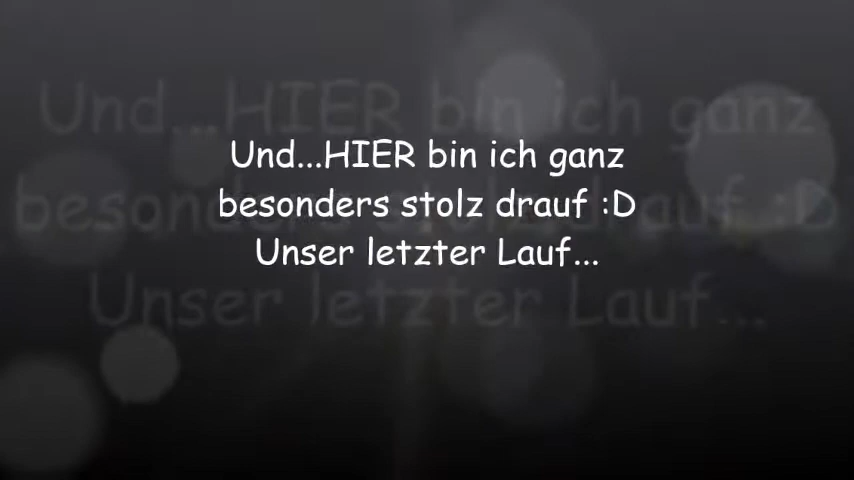 Und...HIER bin ich ganz
besonders stolz drauf :D
Unser letzter Lauf...